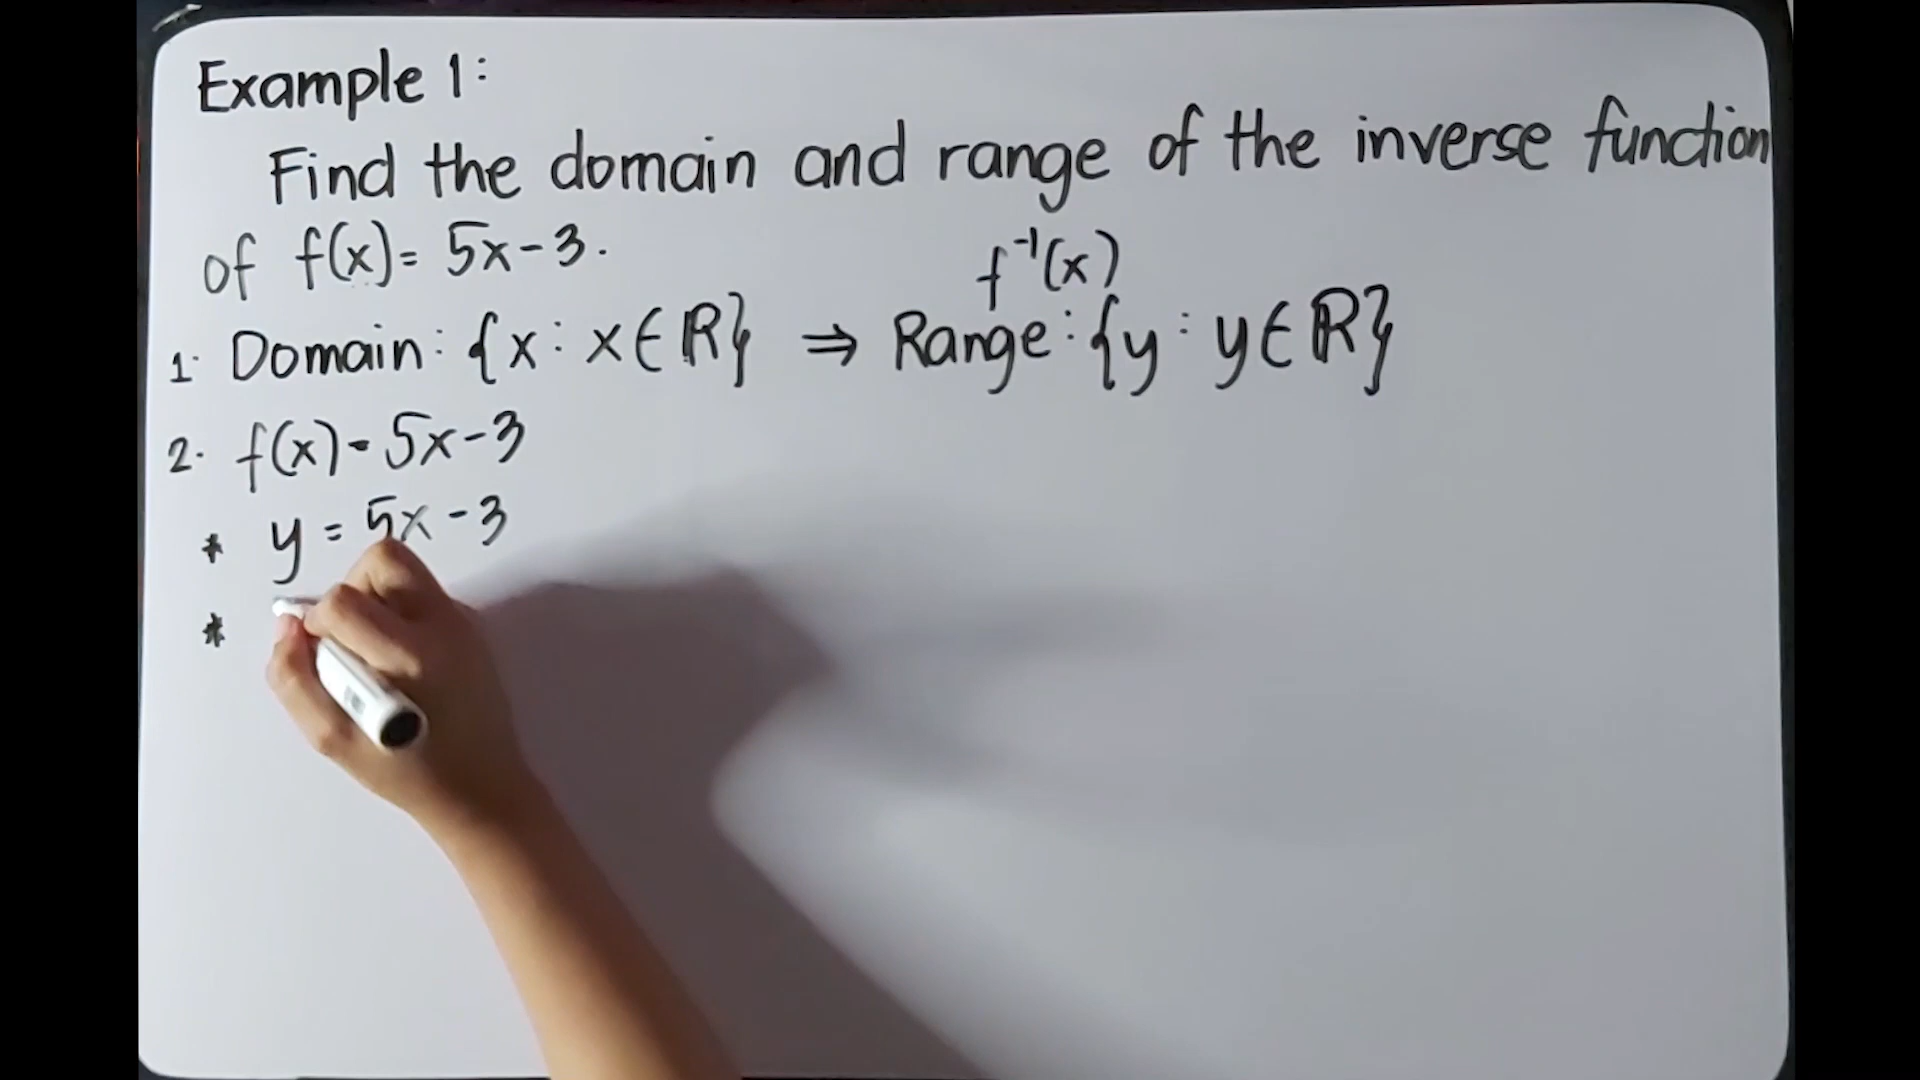 Example 1:
Find the domain and range of the inverse function
of f(x)= 5x-3.
f⁻¹(x)
1. Domain: {x: x∈ℝ} ⇒ Range: {y: y∈ℝ}
2. f(x)=5x-3
* y = 5x-3
*